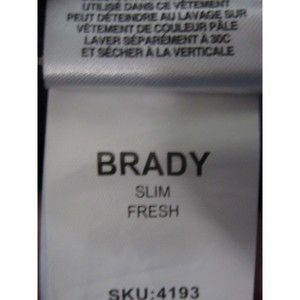 UTILISÉ DANS CE VÊTEMENT
PEUT DÉTEINDRE AU LAVAGE SUR
VÊTEMENT DE COULEUR PÂLE
LAVER SÉPARÉMENT À 30C
ET SÉCHER À LA VERTICALE
BRADY
SLIM
FRESH
SKU:4193